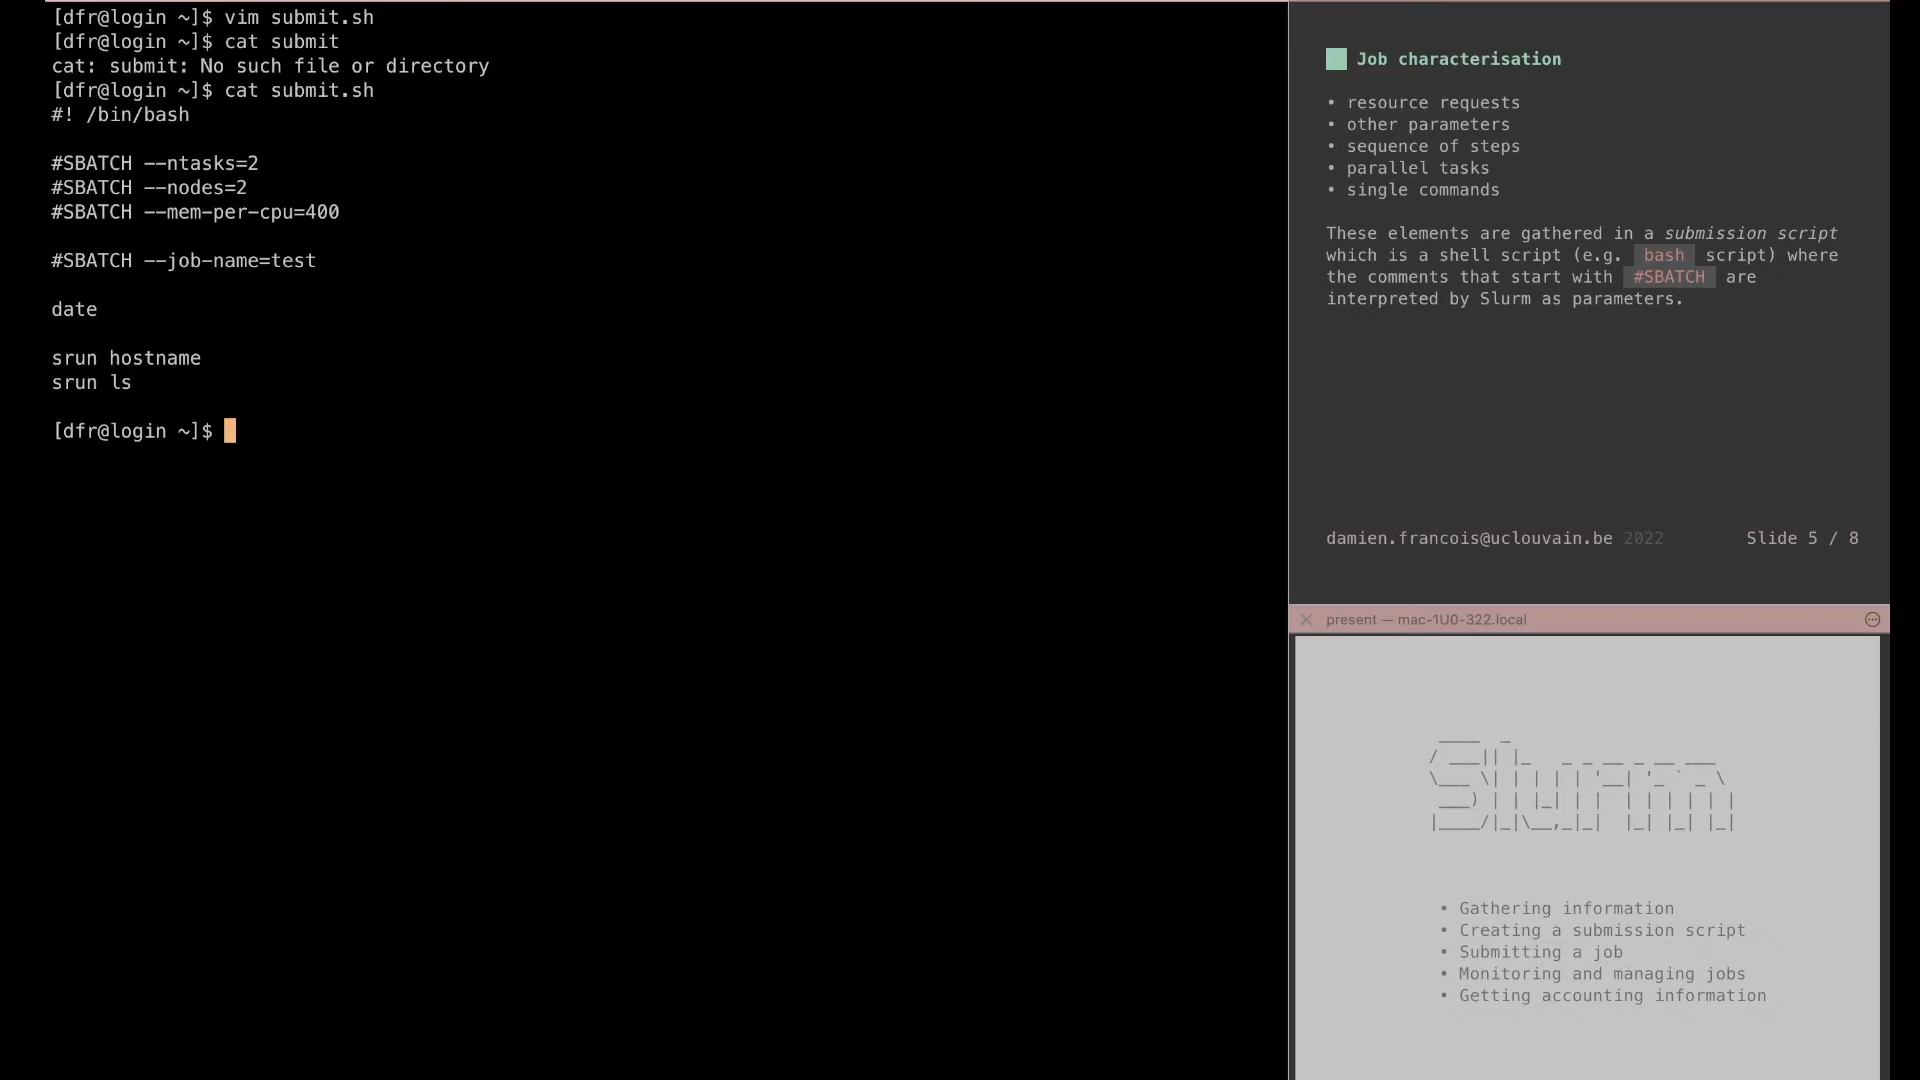 [dfr@login ~]$ vim submit.sh
[dfr@login ~]$ cat submit
cat: submit: No such file or directory
[dfr@login ~]$ cat submit.sh
#! /bin/bash
#SBATCH --ntasks=2
#SBATCH --nodes=2
#SBATCH --mem-per-cpu=400
#SBATCH --job-name=test
date
srun hostname
srun ls
[dfr@login ~]$
Job characterisation
• resource requests
• other parameters
• sequence of steps
• parallel tasks
• single commands
These elements are gathered in a submission script
which is a shell script (e.g. bash script) where
the comments that start with #SBATCH are
interpreted by Slurm as parameters.
damien.francois@uclouvain.be 2022 Slide 5 / 8
present — mac-1U0-322.local
Slurm
• Gathering information
• Creating a submission script
• Submitting a job
• Monitoring and managing jobs
• Getting accounting information